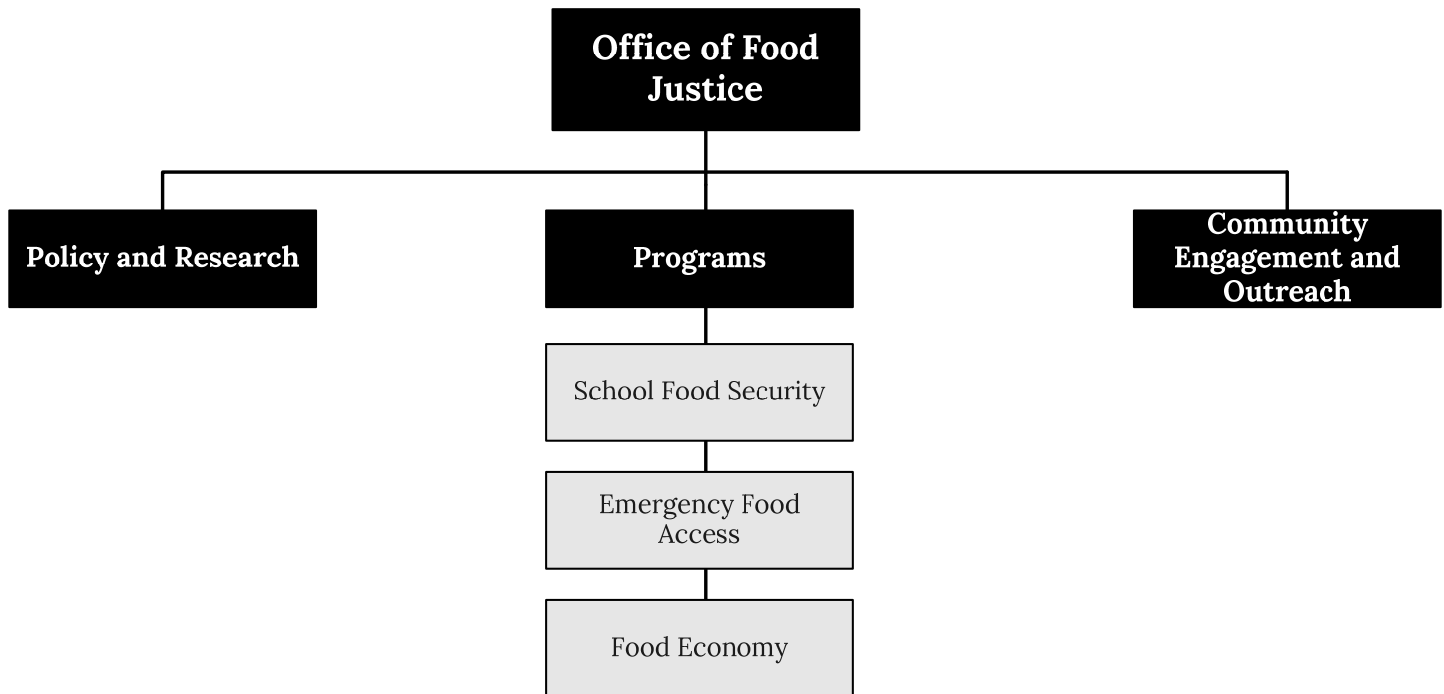 Office of Food
Justice
Policy and Research
Programs
Community
Engagement and
Outreach
School Food Security
Emergency Food
Access
Food Economy